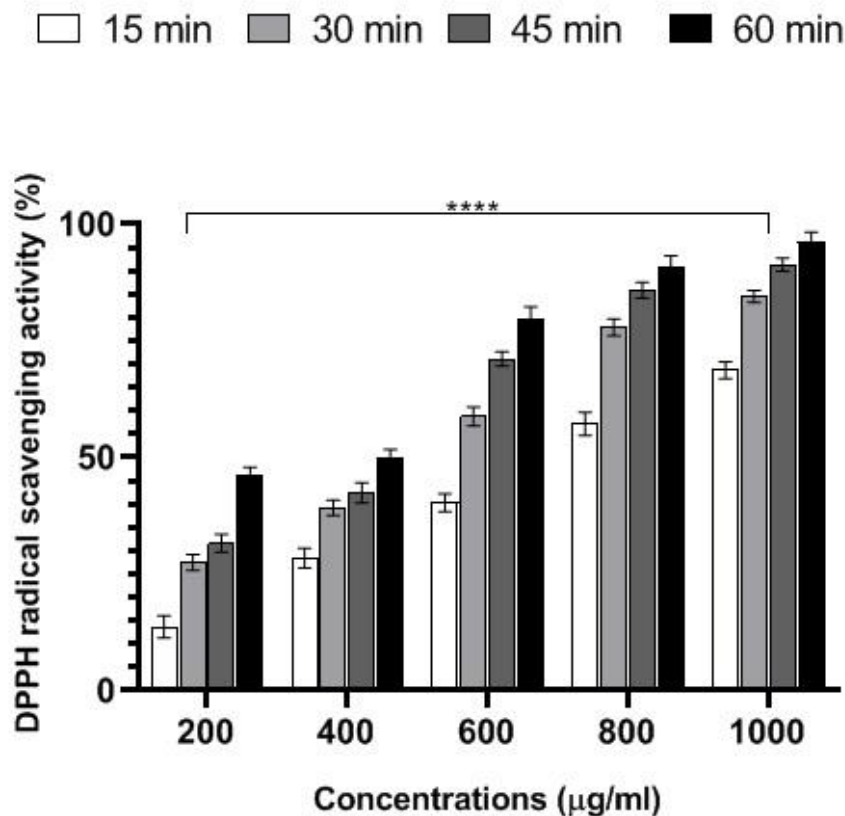 15 min 30 min 45 min 60 min
****
DPPH radical scavenging activity (%)
100
50
0
200 400 600 800 1000
Concentrations (μg/ml)